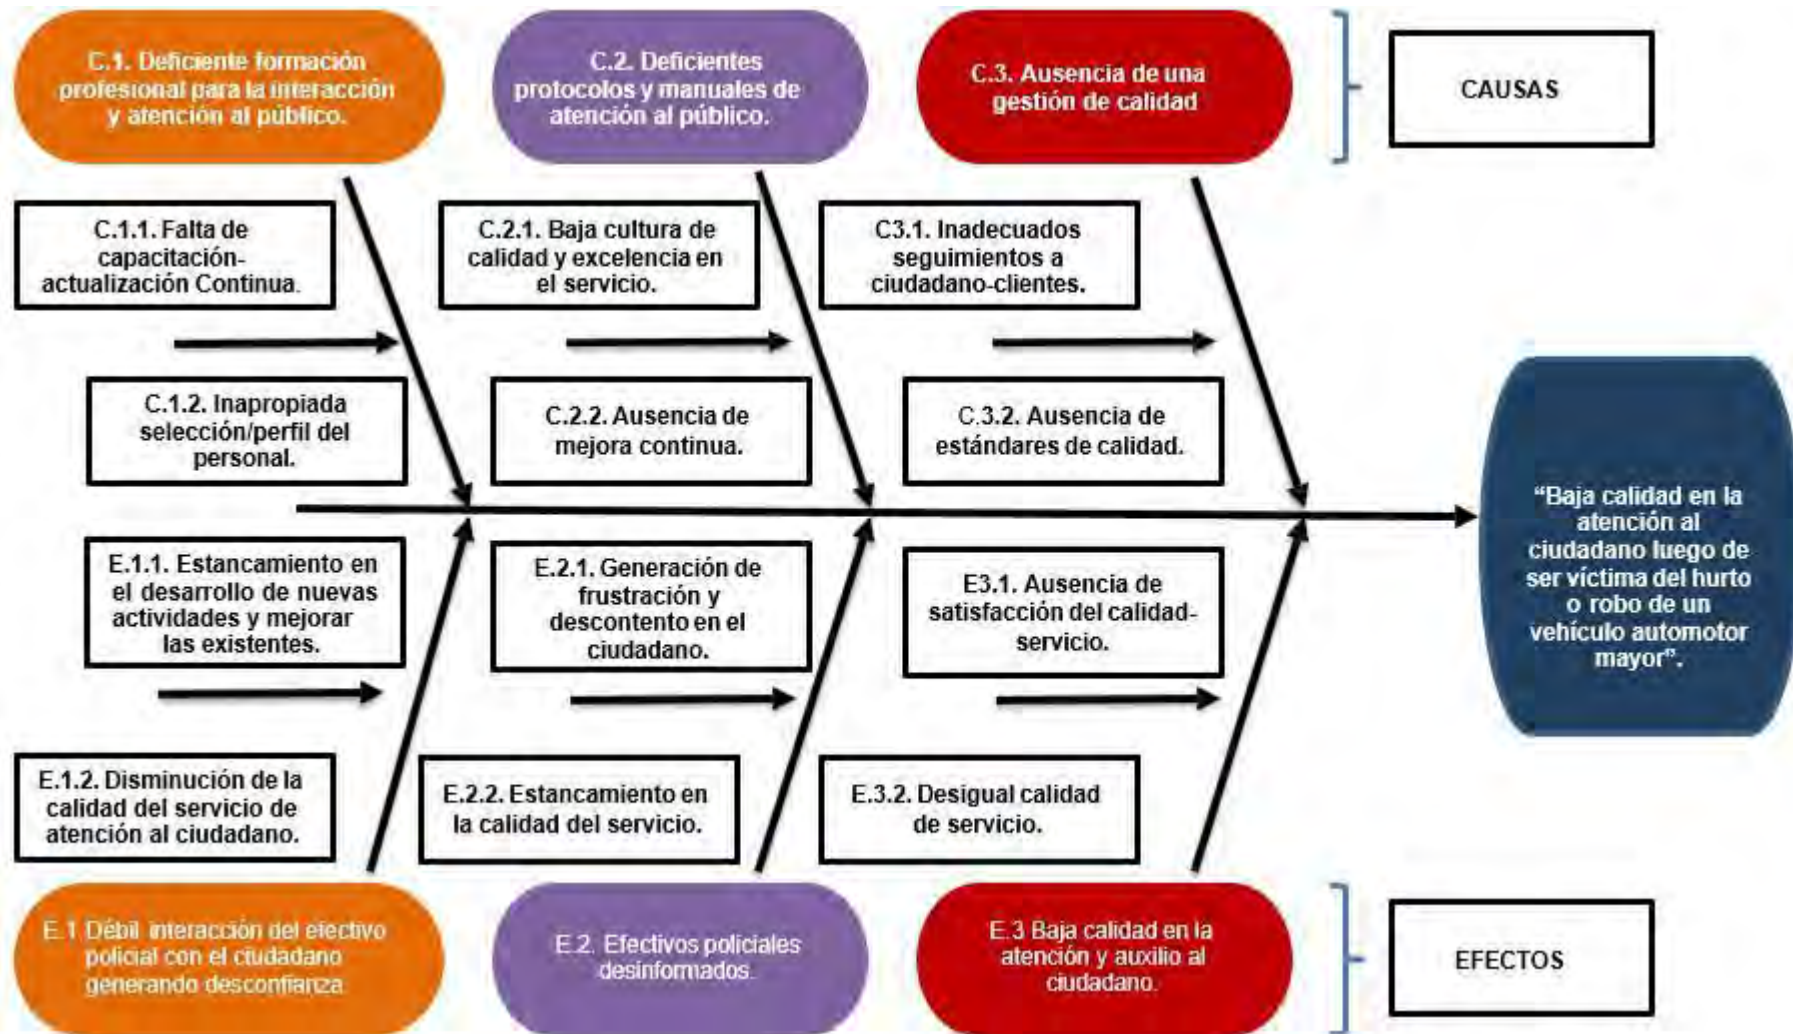 C.1. Deficiente formación
profesional para la interacción
y atención al público.
C.2. Deficientes
protocolos y manuales de
atención al público.
C.3. Ausencia de una
gestión de calidad
CAUSAS
C.1.1. Falta de
capacitación-
actualización Continua.
C.2.1. Baja cultura de
calidad y excelencia en
el servicio.
C3.1. Inadecuados
seguimientos a
ciudadano-clientes.
C.1.2. Inapropiada
selección/perfil del
personal.
C.2.2. Ausencia de
mejora continua.
C.3.2. Ausencia de
estándares de calidad.
“Baja calidad en la
atención al
ciudadano luego de
ser víctima del hurto
o robo de un
vehículo automotor
mayor”.
E.1.1. Estancamiento en
el desarrollo de nuevas
actividades y mejorar
las existentes.
E.2.1. Generación de
frustración y
descontento en el
ciudadano.
E3.1. Ausencia de
satisfacción del calidad-
servicio.
E.1.2. Disminución de la
calidad del servicio de
atención al ciudadano.
E.2.2. Estancamiento en
la calidad del servicio.
E.3.2. Desigual calidad
de servicio.
E.1 Débil interacción del efectivo
policial con el ciudadano
generando desconfianza
E.2. Efectivos policiales
desinformados.
E.3 Baja calidad en la
atención y auxilio al
ciudadano.
EFECTOS